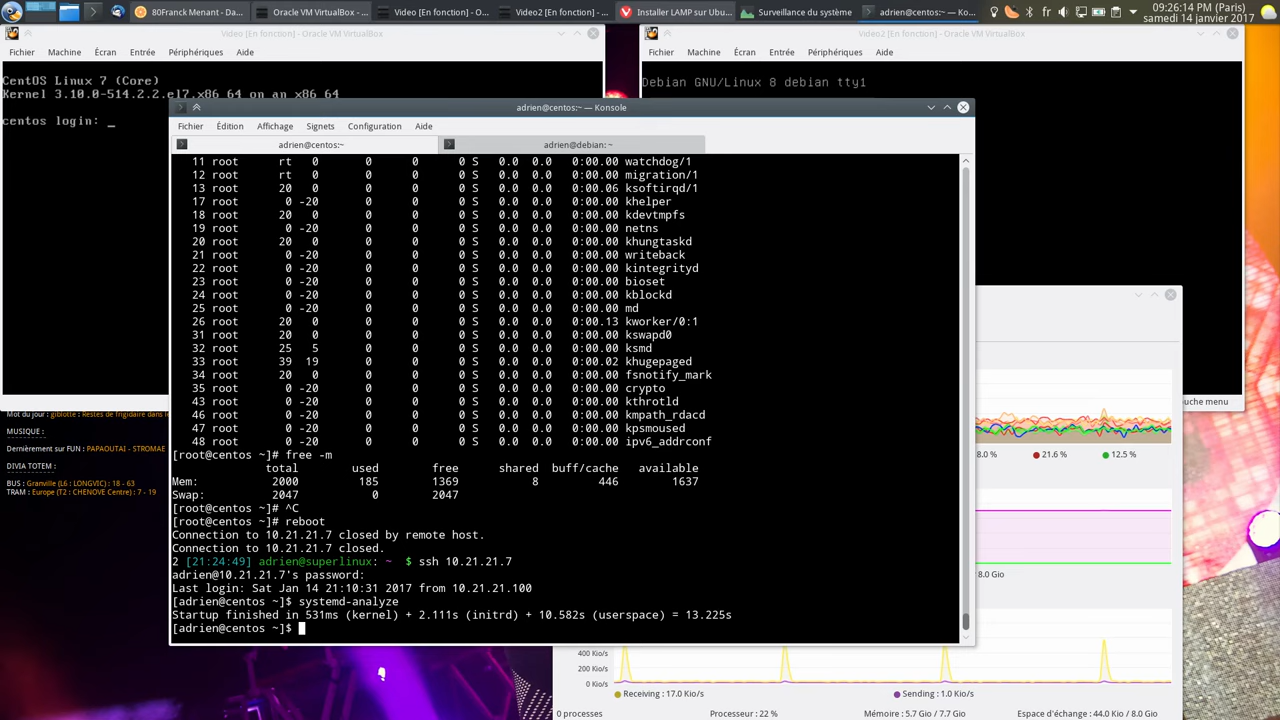 80Franck Menant - Da...
Oracle VM VirtualBox - ...
Video [En fonction] - O...
Video2 [En fonction] - ...
Installer LAMP sur Ubu...
Surveillance du système
adrien@centos:~ — Ko...
09:26:14 PM (Paris)
samedi 14 janvier 2017
Video [En fonction] - Oracle VM VirtualBox
Fichier Machine Écran Entrée Périphériques Aide
CentOS Linux 7 (Core)
Kernel 3.10.0-514.2.2.el7.x86_64 on an x86_64
centos login: _
Video2 [En fonction] - Oracle VM VirtualBox
Fichier Machine Écran Entrée Périphériques Aide
Debian GNU/Linux 8 debian tty1
adrien@centos:~ — Konsole
Fichier Édition Affichage Signets Configuration Aide
adrien@centos:~
adrien@debian: ~
11 root rt 0 0 0 0 S 0.0 0.0 0:00.00 watchdog/1
12 root rt 0 0 0 0 S 0.0 0.0 0:00.00 migration/1
13 root 20 0 0 0 0 S 0.0 0.0 0:00.06 ksoftirqd/1
17 root 0 -20 0 0 0 S 0.0 0.0 0:00.00 khelper
18 root 20 0 0 0 0 S 0.0 0.0 0:00.00 kdevtmpfs
19 root 0 -20 0 0 0 S 0.0 0.0 0:00.00 netns
20 root 20 0 0 0 0 S 0.0 0.0 0:00.00 khungtaskd
21 root 0 -20 0 0 0 S 0.0 0.0 0:00.00 writeback
22 root 0 -20 0 0 0 S 0.0 0.0 0:00.00 kintegrityd
23 root 0 -20 0 0 0 S 0.0 0.0 0:00.00 bioset
24 root 0 -20 0 0 0 S 0.0 0.0 0:00.00 kblockd
25 root 0 -20 0 0 0 S 0.0 0.0 0:00.00 md
26 root 20 0 0 0 0 S 0.0 0.0 0:00.13 kworker/0:1
31 root 20 0 0 0 0 S 0.0 0.0 0:00.00 kswapd0
32 root 25 5 0 0 0 S 0.0 0.0 0:00.00 ksmd
33 root 39 19 0 0 0 S 0.0 0.0 0:00.02 khugepaged
34 root 20 0 0 0 0 S 0.0 0.0 0:00.00 fsnotify_mark
35 root 0 -20 0 0 0 S 0.0 0.0 0:00.00 crypto
43 root 0 -20 0 0 0 S 0.0 0.0 0:00.00 kthrotld
46 root 0 -20 0 0 0 S 0.0 0.0 0:00.00 kmpath_rdacd
47 root 0 -20 0 0 0 S 0.0 0.0 0:00.00 kpsmoused
48 root 0 -20 0 0 0 S 0.0 0.0 0:00.00 ipv6_addrconf
[root@centos ~]# free -m
total used free shared buff/cache available
Mem: 2000 185 1369 8 446 1637
Swap: 2047 0 2047
[root@centos ~]# ^C
[root@centos ~]# reboot
Connection to 10.21.21.7 closed by remote host.
Connection to 10.21.21.7 closed.
2 [21:24:49] adrien@superlinux: ~ $ ssh 10.21.21.7
adrien@10.21.21.7's password:
Last login: Sat Jan 14 21:10:31 2017 from 10.21.21.100
[adrien@centos ~]$ systemd-analyze
Startup finished in 531ms (kernel) + 2.111s (initrd) + 10.582s (userspace) = 13.225s
[adrien@centos ~]$
Mot du jour : giblotte : Restes de frigidaire dans l
MUSIQUE :
Dernièrement sur FUN : PAPAOUTAI - STROMAE
DIVIA TOTEM :
BUS : Granville (L6 : LONGVIC) : 18 - 63
TRAM : Europe (T2 : CHENOVE Centre) : 7 - 19
ouche menu
8.0 %
21.6 %
12.5 %
8.0 Gio
400 Kio/s
200 Kio/s
0 Kio/s
Receiving : 17.0 Kio/s
Sending : 1.0 Kio/s
0 processes
Processeur : 22 %
Mémoire : 5.7 Gio / 7.7 Gio
Espace d'échange : 44.0 Kio / 8.0 Gio